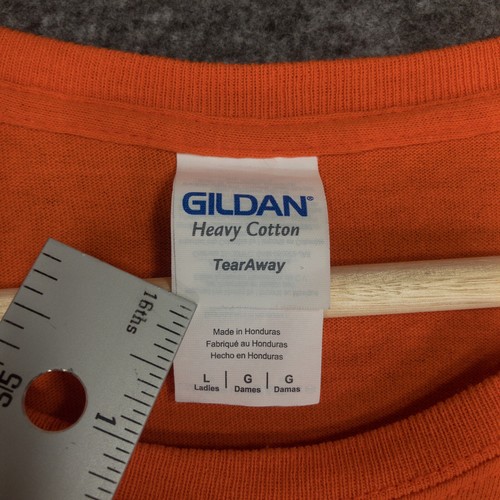 GILDAN®
Heavy Cotton
TearAway
Made in Honduras
Fabriqué au Honduras
Hecho en Honduras
L | G | G
Ladies | Dames | Damas
16ths
1